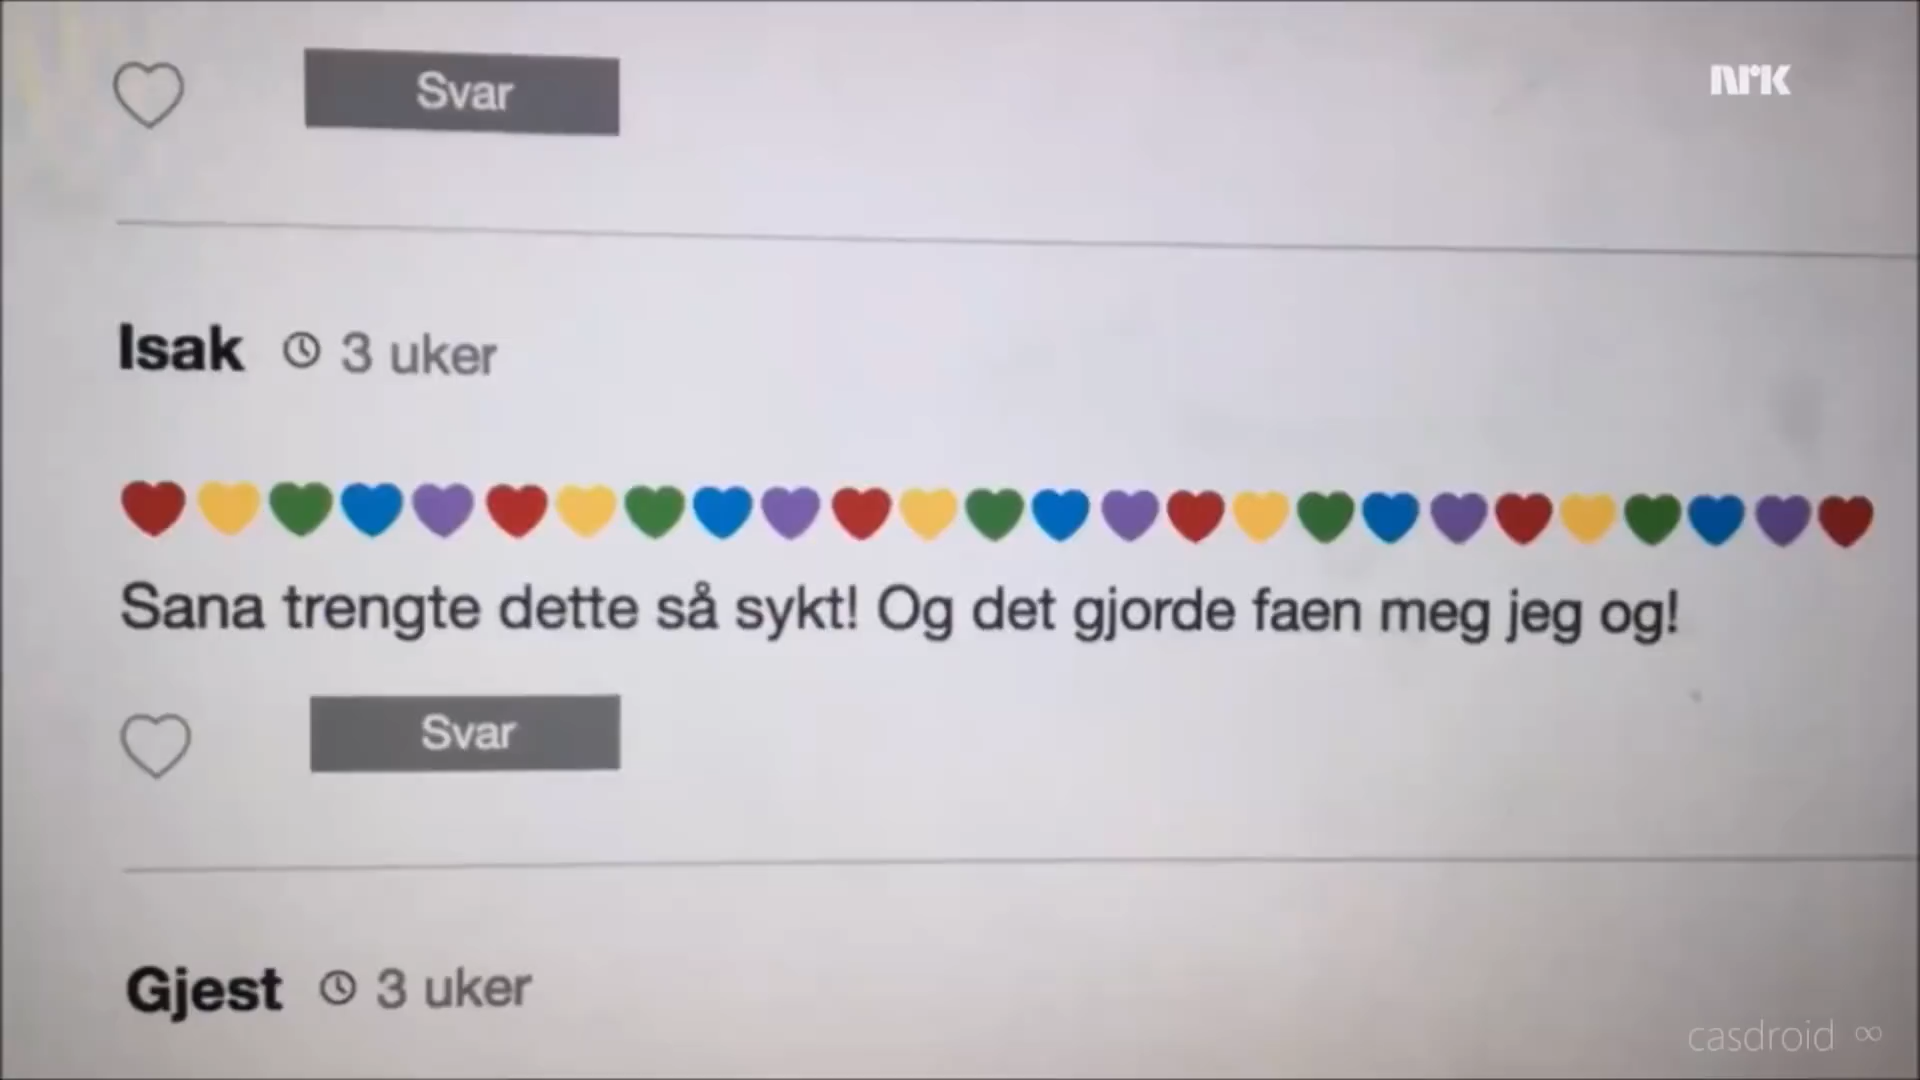 Svar
nrk
Isak 3 uker
❤️💛💚💙💜❤️💛💚💙💜❤️💛💚💙💜❤️💛💚💙💜❤️💛💚💙💜❤️
Sana trengte dette så sykt! Og det gjorde faen meg jeg og!
Svar
Gjest 3 uker
casdroid ∞